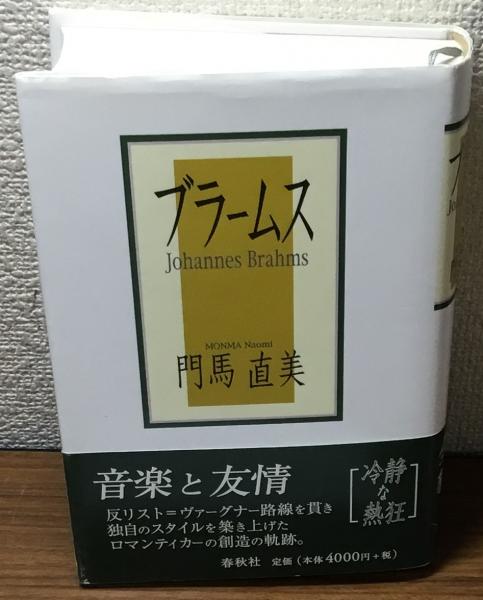 ブラームス
Johannes Brahms
MONMA Naomi
門馬 直美
音楽と友情
反リスト=ヴァーグナー路線を貫き
独自のスタイルを築き上げた
ロマンティカーの創造の軌跡。
[冷静な熱狂]
春秋社 定価(本体4000円+税)
ブ
Jo